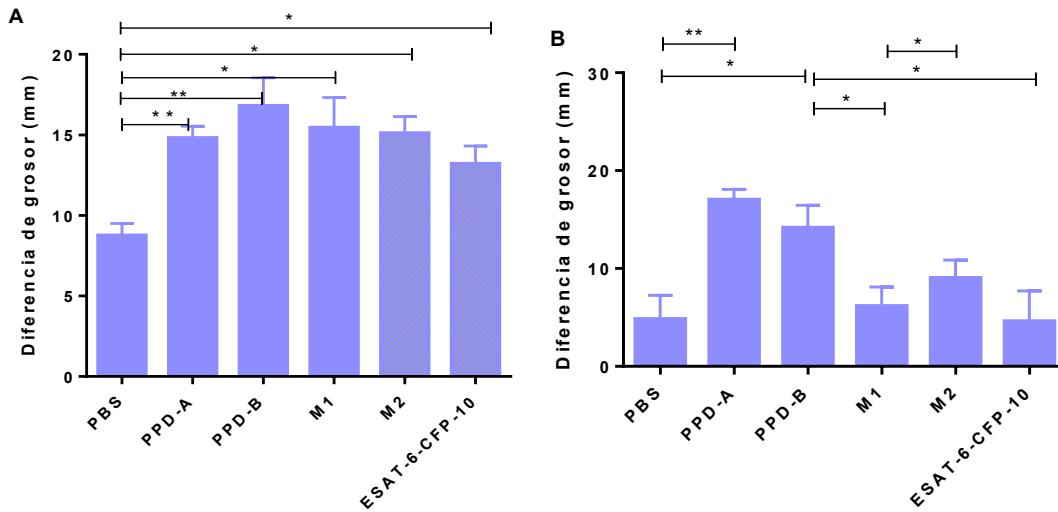 A
*
*
*
**
* *
20
15
10
5
0
Diferencia de grosor (mm)
PBS
PPD-A
PPD-B
M1
M2
ESAT-6-CFP-10
B
**
*
*
*
*
30
20
10
0
Diferencia de grosor (mm)
PBS
PPD-A
PPD-B
M1
M2
ESAT-6-CFP-10